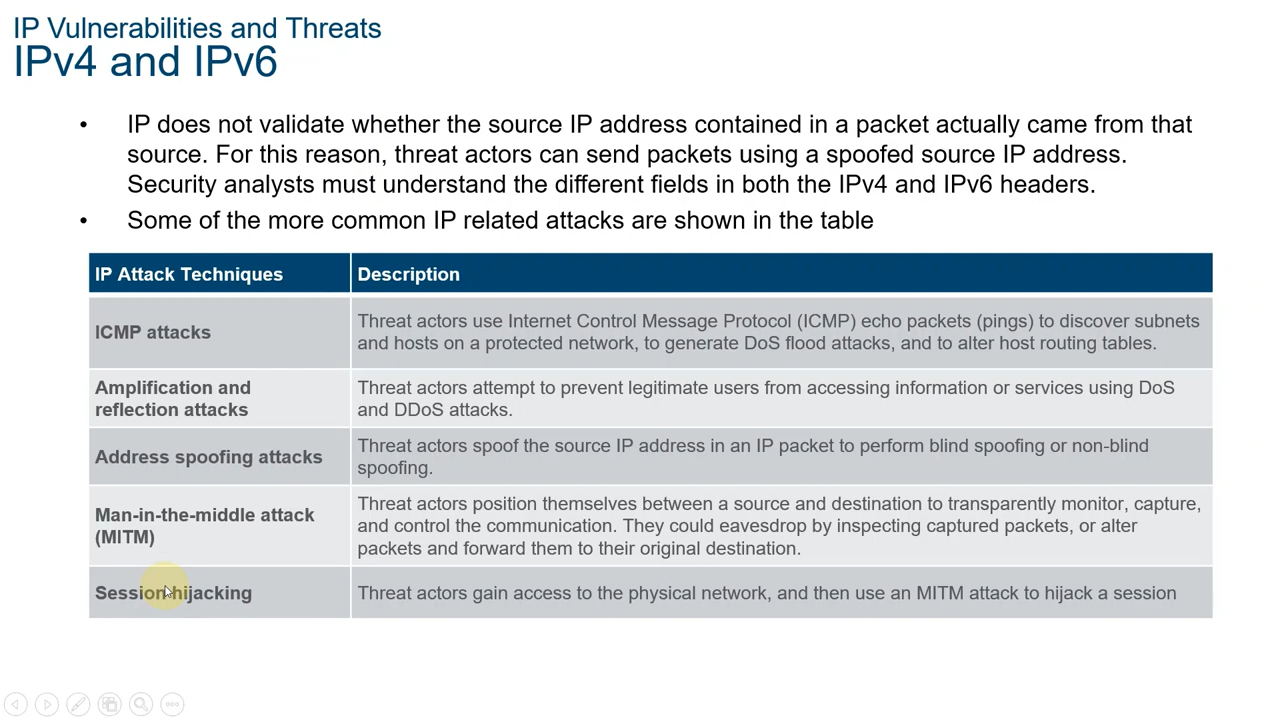 IP Vulnerabilities and Threats
IPv4 and IPv6
• IP does not validate whether the source IP address contained in a packet actually came from that
source. For this reason, threat actors can send packets using a spoofed source IP address.
Security analysts must understand the different fields in both the IPv4 and IPv6 headers.
• Some of the more common IP related attacks are shown in the table
IP Attack Techniques Description
ICMP attacks
Threat actors use Internet Control Message Protocol (ICMP) echo packets (pings) to discover subnets
and hosts on a protected network, to generate DoS flood attacks, and to alter host routing tables.
Amplification and
reflection attacks
Threat actors attempt to prevent legitimate users from accessing information or services using DoS
and DDoS attacks.
Address spoofing attacks
Threat actors spoof the source IP address in an IP packet to perform blind spoofing or non-blind
spoofing.
Man-in-the-middle attack
(MITM)
Threat actors position themselves between a source and destination to transparently monitor, capture,
and control the communication. They could eavesdrop by inspecting captured packets, or alter
packets and forward them to their original destination.
Session hijacking
Threat actors gain access to the physical network, and then use an MITM attack to hijack a session